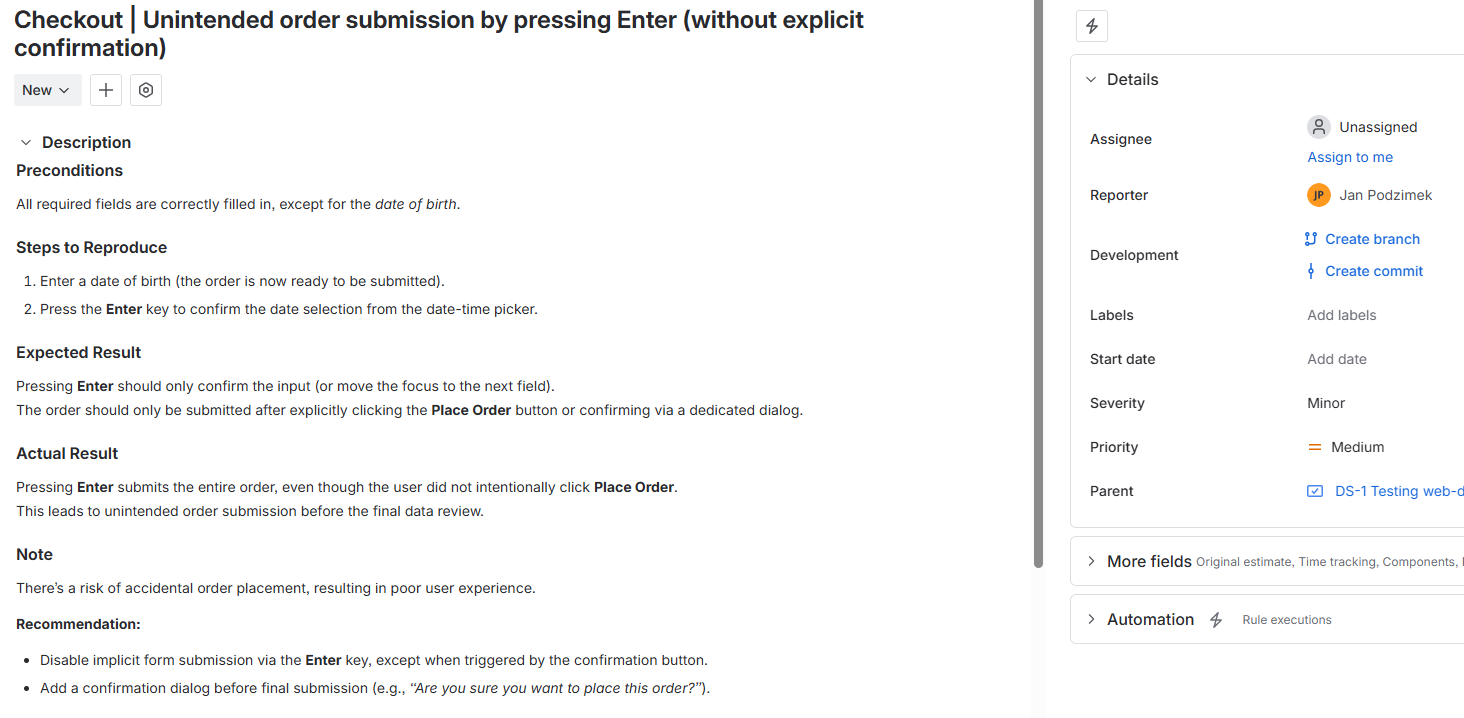 Checkout | Unintended order submission by pressing Enter (without explicit
confirmation)
New
Description
Preconditions
All required fields are correctly filled in, except for the date of birth.
Steps to Reproduce
1. Enter a date of birth (the order is now ready to be submitted).
2. Press the Enter key to confirm the date selection from the date-time picker.
Expected Result
Pressing Enter should only confirm the input (or move the focus to the next field).
The order should only be submitted after explicitly clicking the Place Order button or confirming via a dedicated dialog.
Actual Result
Pressing Enter submits the entire order, even though the user did not intentionally click Place Order.
This leads to unintended order submission before the final data review.
Note
There's a risk of accidental order placement, resulting in poor user experience.
Recommendation:
• Disable implicit form submission via the Enter key, except when triggered by the confirmation button.
• Add a confirmation dialog before final submission (e.g., “Are you sure you want to place this order?”).
Details
Assignee
Unassigned
Assign to me
Reporter
JP Jan Podzimek
Development
Create branch
Create commit
Labels
Add labels
Start date
Add date
Severity
Minor
Priority
Medium
Parent
DS-1 Testing web-d
More fields Original estimate, Time tracking, Components,
Automation Rule executions